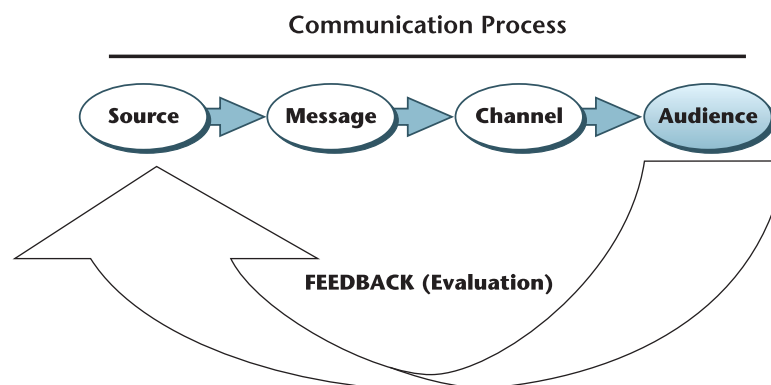 Communication Process
Source Message Channel Audience
FEEDBACK (Evaluation)